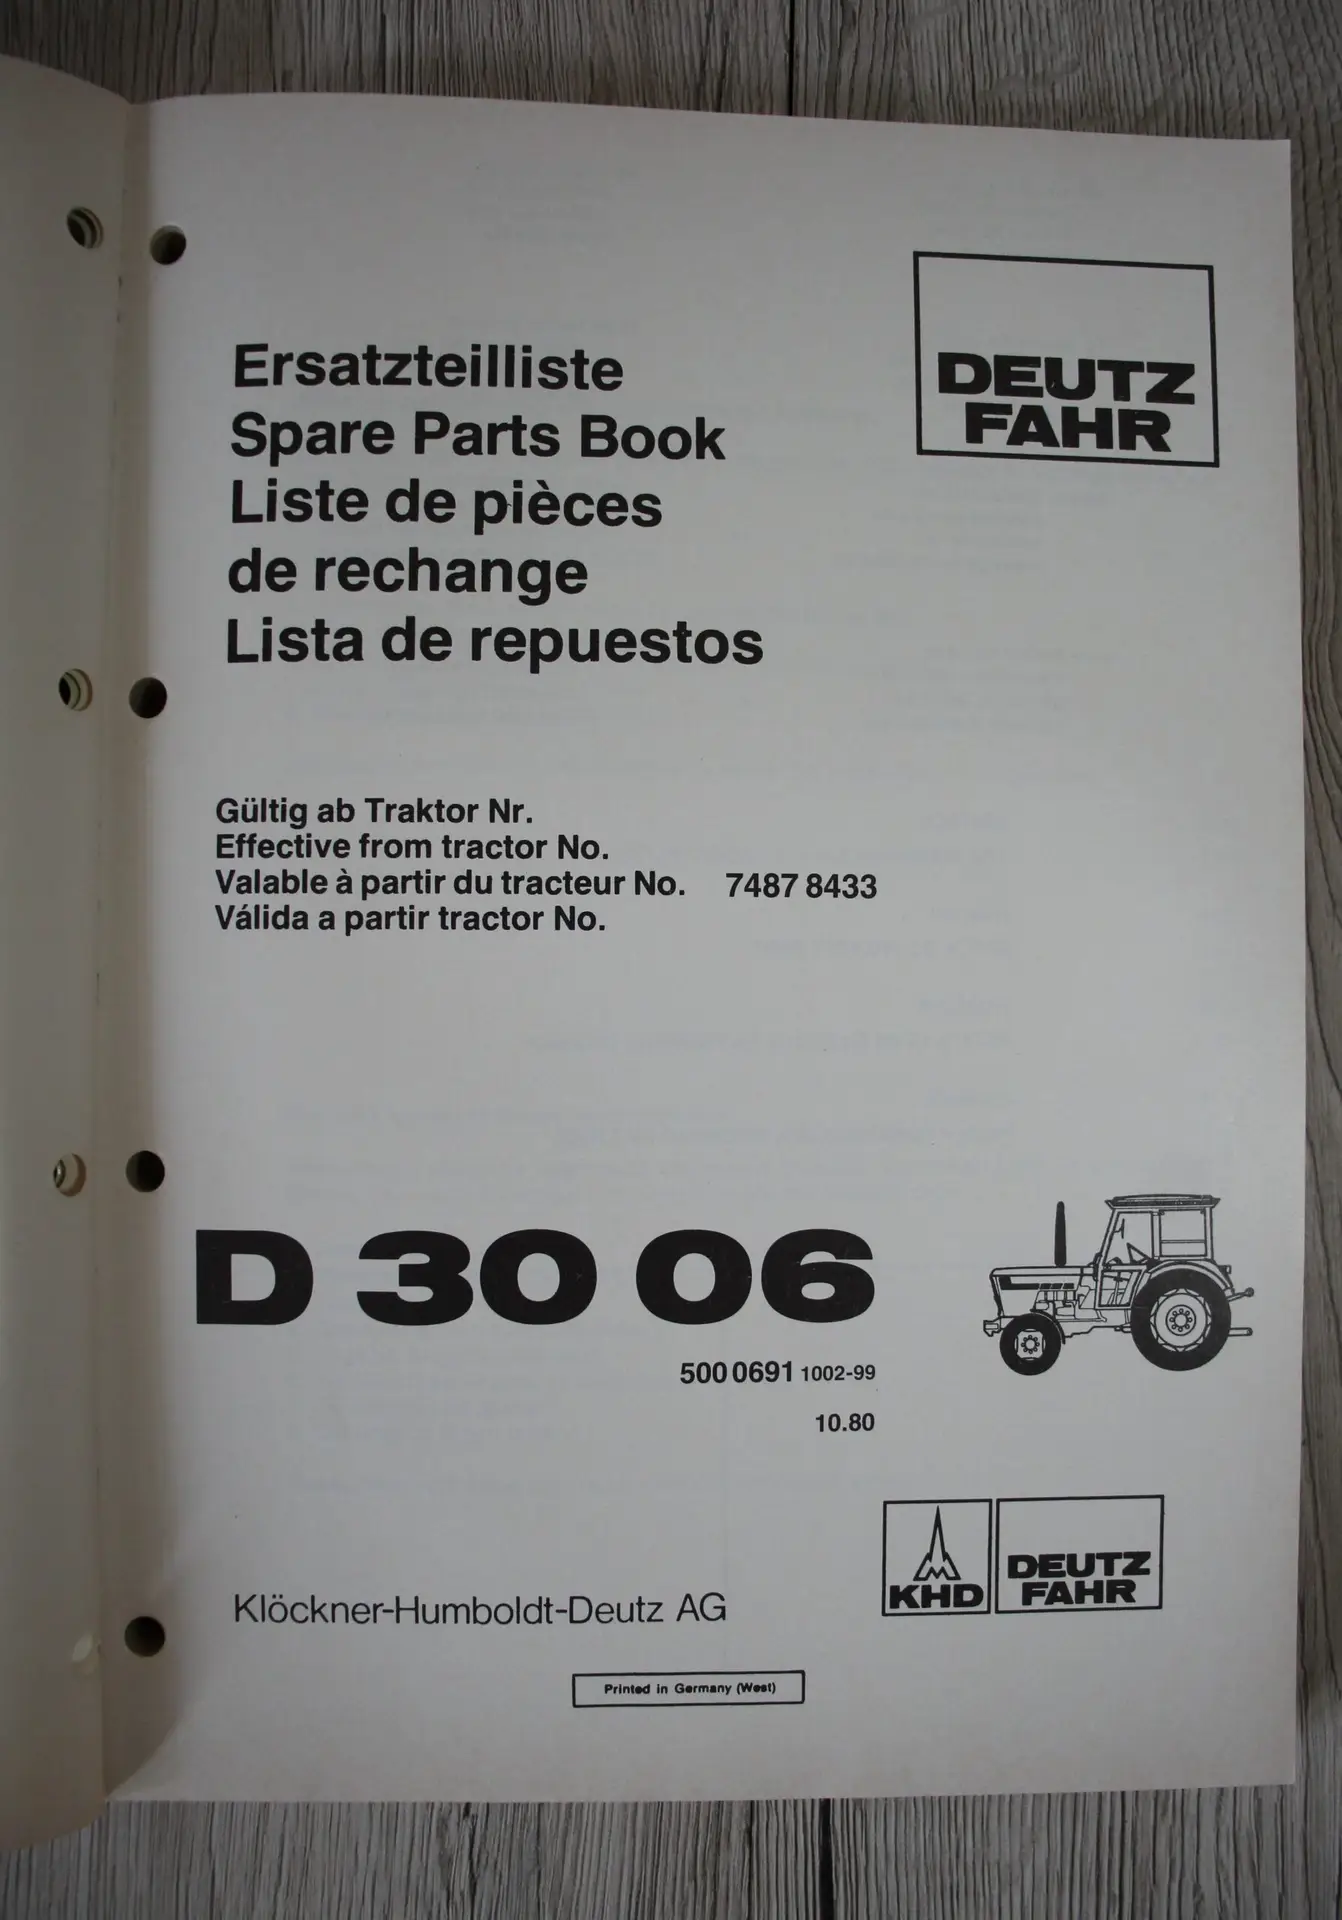 DEUTZ
FAHR
Ersatzteilliste
Spare Parts Book
Liste de pièces
de rechange
Lista de repuestos
Gültig ab Traktor Nr.
Effective from tractor No.
Valable à partir du tracteur No. 7487 8433
Válida a partir tractor No.
D 30 06
500 0691 1002-99
10.80
Klöckner-Humboldt-Deutz AG
KHD
DEUTZ
FAHR
Printed in Germany (West)